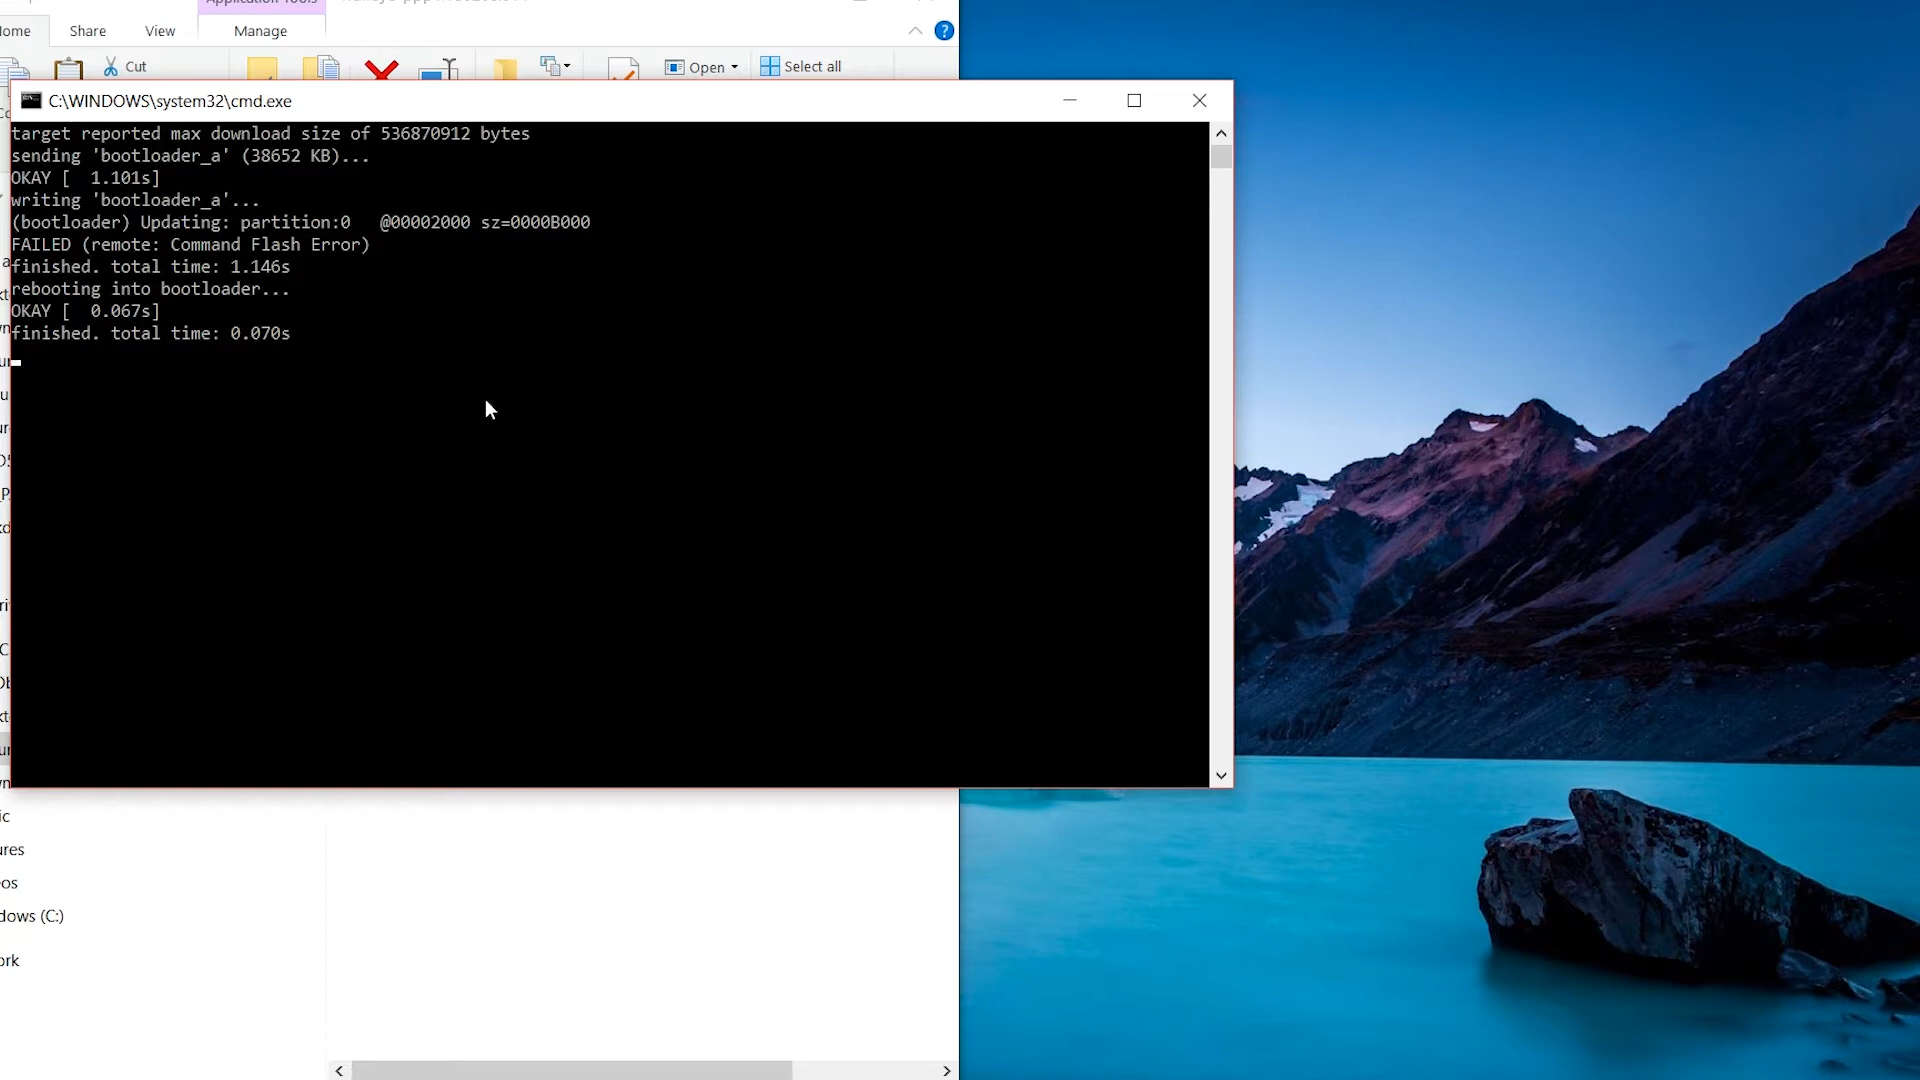 Share
View
Manage
Cut
Open
Select all
C:\WINDOWS\system32\cmd.exe
target reported max download size of 536870912 bytes
sending 'bootloader_a' (38652 KB)...
OKAY [  1.101s]
writing 'bootloader_a'...
(bootloader) Updating: partition:0   @00002000 sz=0000B000
FAILED (remote: Command Flash Error)
finished. total time: 1.146s
rebooting into bootloader...
OKAY [  0.067s]
finished. total time: 0.070s
(C:)